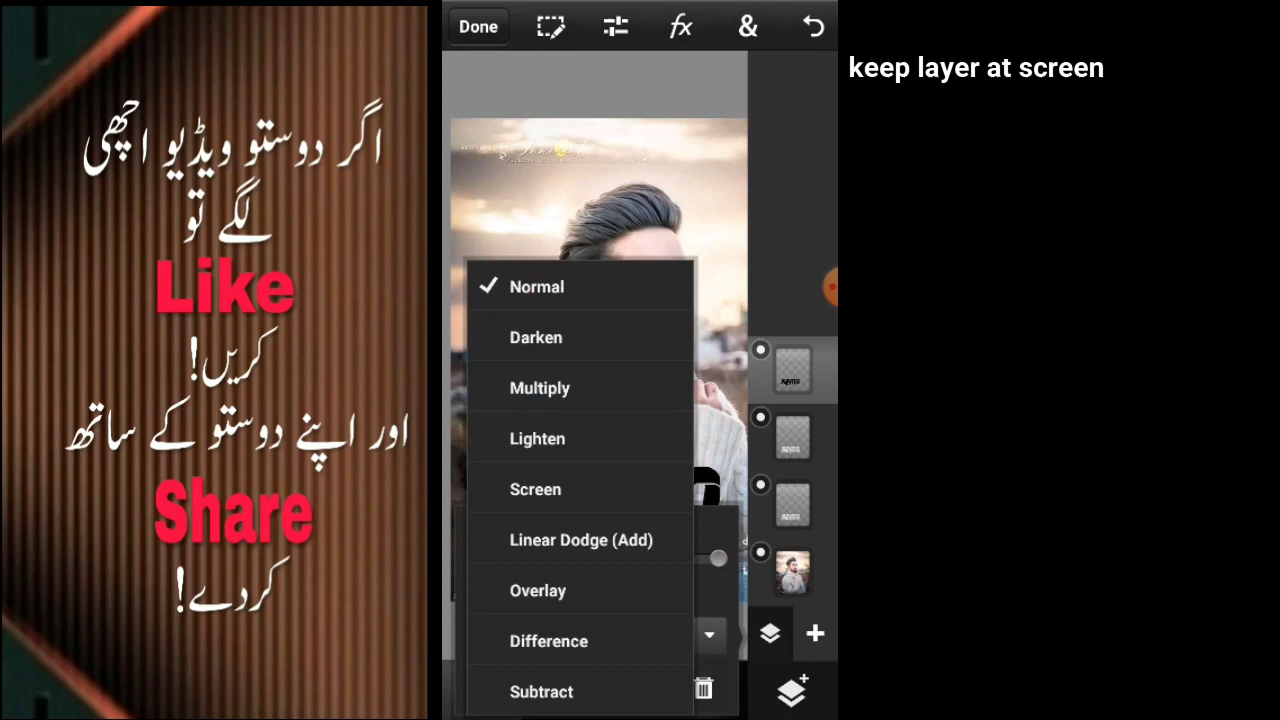 اگر دوستو ویڈیو اچھی
لگے تو
Like
کریں!
اور اپنے دوستو کے ساتھ
Share
کردے!
Done
fx
&
Normal
Darken
Multiply
Lighten
Screen
Linear Dodge (Add)
Overlay
Difference
Subtract
keep layer at screen